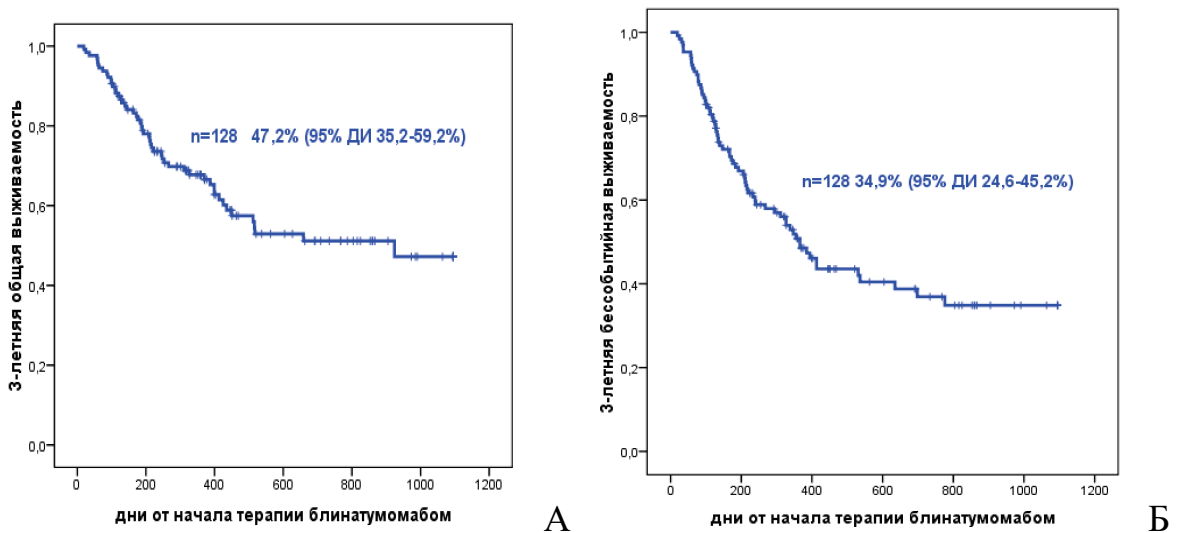 3-летняя общая выживаемость
1,0
0,8
0,6
0,4
0,2
0,0
n=128 47,2% (95% ДИ 35,2-59,2%)
0 200 400 600 800 1000 1200
дни от начала терапии блинатумомабом
А
3-летняя бессобытийная выживаемость
1,0
0,8
0,6
0,4
0,2
0,0
n=128 34,9% (95% ДИ 24,6-45,2%)
0 200 400 600 800 1000 1200
дни от начала терапии блинатумомабом
Б